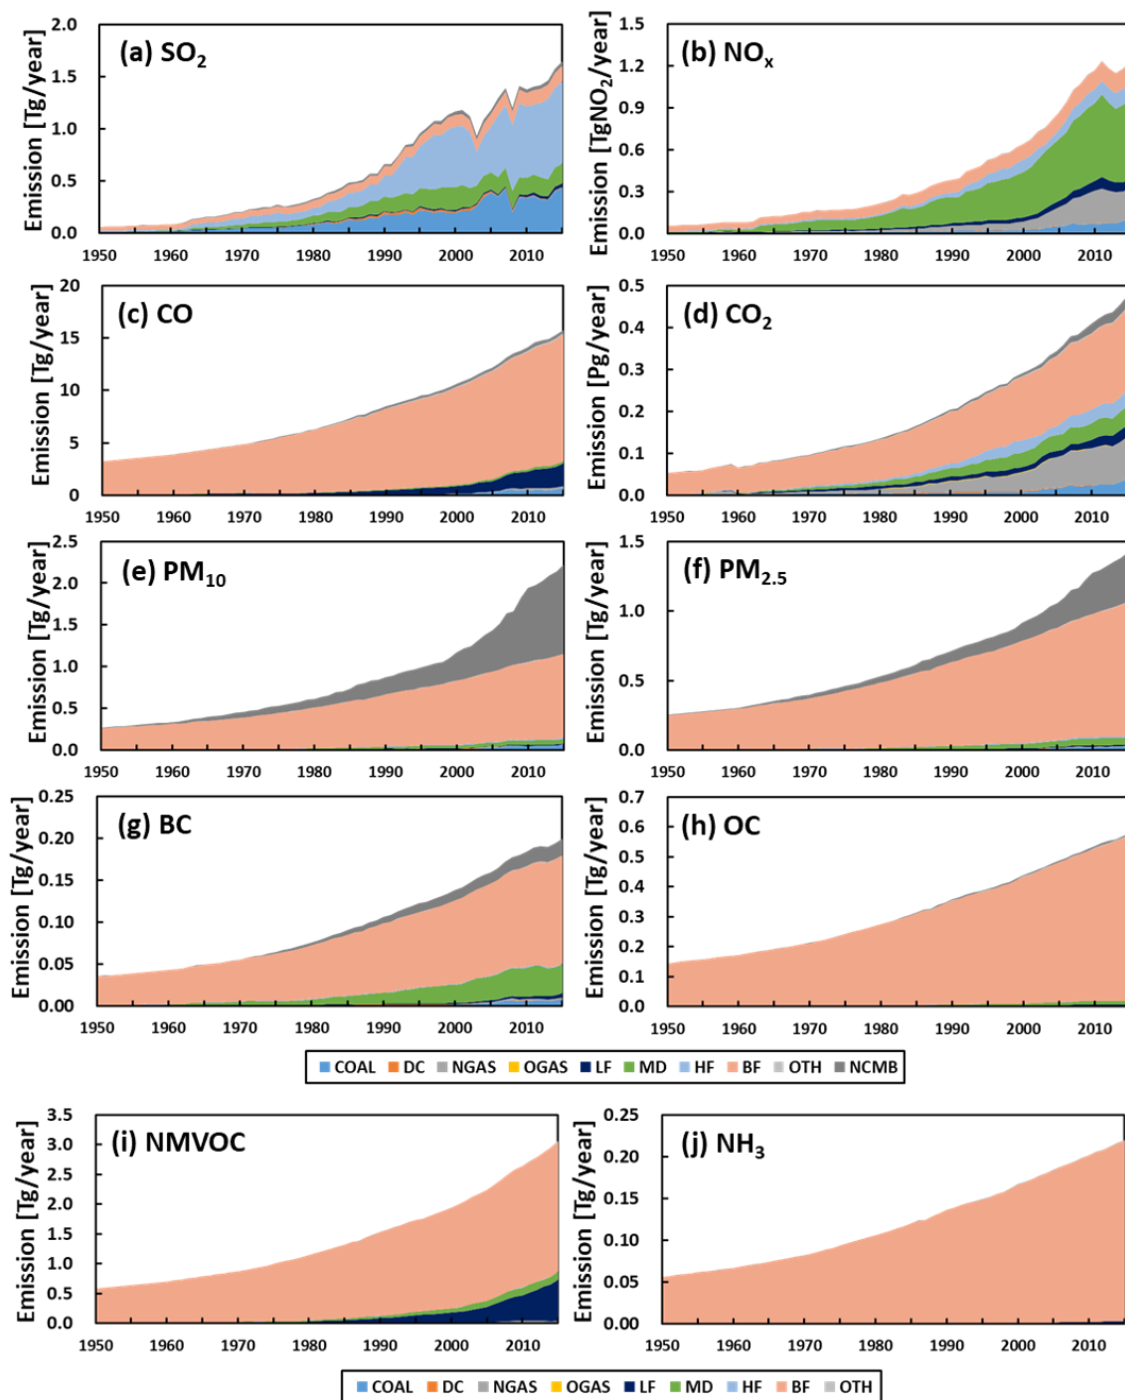 (a) SO2
Emission [Tg/year]
2.0
1.5
1.0
0.5
0.0
1950 1960 1970 1980 1990 2000 2010
(b) NOx
Emission [TgNO2/year]
1.5
1.2
0.9
0.6
0.3
0.0
1950 1960 1970 1980 1990 2000 2010
(c) CO
Emission [Tg/year]
20
15
10
5
0
1950 1960 1970 1980 1990 2000 2010
(d) CO2
Emission [Pg/year]
0.5
0.4
0.3
0.2
0.1
0.0
1950 1960 1970 1980 1990 2000 2010
(e) PM10
Emission [Tg/year]
2.5
2.0
1.5
1.0
0.5
0.0
1950 1960 1970 1980 1990 2000 2010
(f) PM2.5
Emission [Tg/year]
1.5
1.0
0.5
0.0
1950 1960 1970 1980 1990 2000 2010
(g) BC
Emission [Tg/year]
0.25
0.20
0.15
0.10
0.05
0.00
1950 1960 1970 1980 1990 2000 2010
(h) OC
Emission [Tg/year]
0.7
0.6
0.5
0.4
0.3
0.2
0.1
0.0
1950 1960 1970 1980 1990 2000 2010
COAL DC NGAS OGAS LF MD HF BF OTH NCMB
(i) NMVOC
Emission [Tg/year]
3.5
3.0
2.5
2.0
1.5
1.0
0.5
0.0
1950 1960 1970 1980 1990 2000 2010
(j) NH3
Emission [Tg/year]
0.25
0.20
0.15
0.10
0.05
0.00
1950 1960 1970 1980 1990 2000 2010
COAL DC NGAS OGAS LF MD HF BF OTH